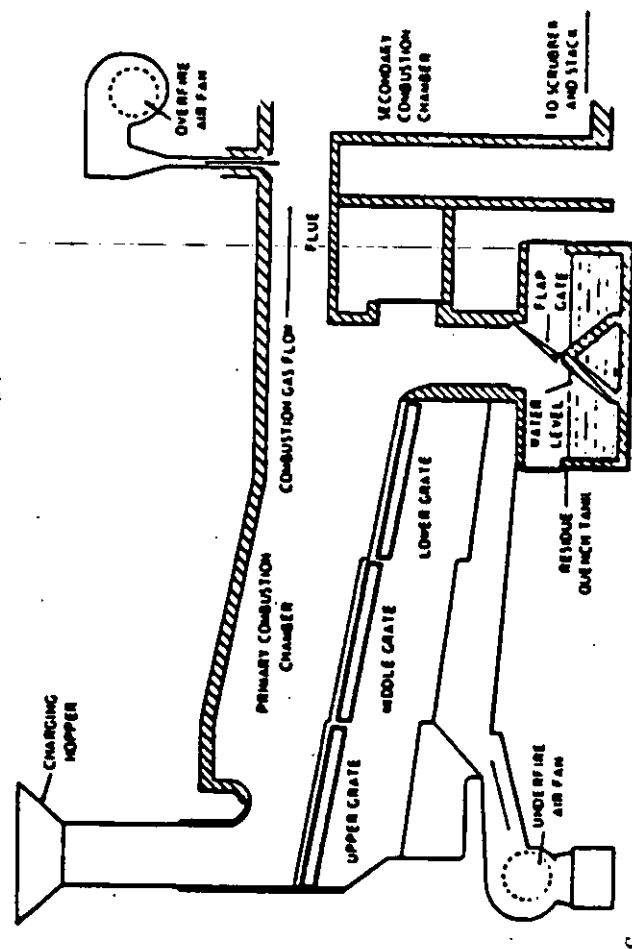 CHARGING
HOPPER
OVERFIRE
AIR FAN
PRIMARY COMBUSTION
CHAMBER
COMBUSTION GAS FLOW
FLUE
SECONDARY
COMBUSTION
CHAMBER
TO SCRUBBER
AND STACK
UPPER GRATE
MIDDLE GRATE
LOWER GRATE
WATER
LEVEL
FLAP
GATE
RESIDUE
QUENCH TANK
UNDERFIRE
AIR FAN